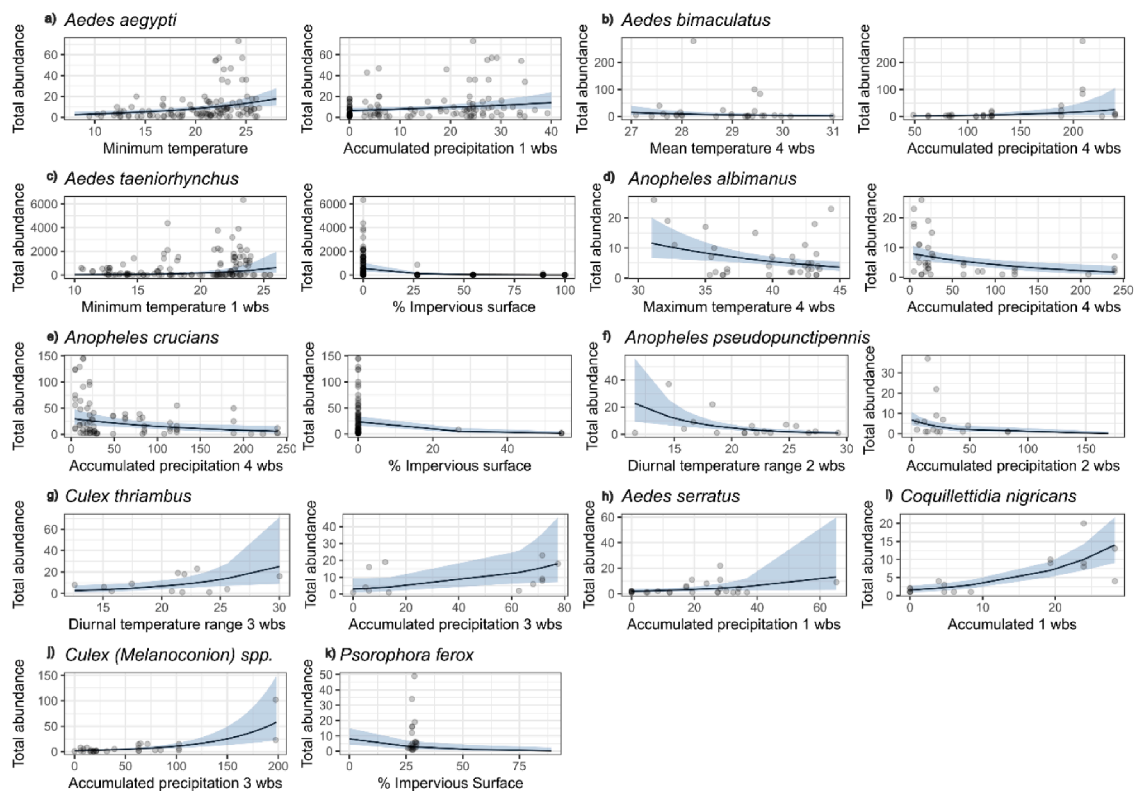 a) Aedes aegypti
Total abundance
60
40
20
0
10 15 20 25
Minimum temperature
Total abundance
60
40
20
0
0 10 20 30 40
Accumulated precipitation 1 wbs
b) Aedes bimaculatus
Total abundance
200
100
0
27 28 29 30 31
Mean temperature 4 wbs
Total abundance
200
100
0
50 100 150 200
Accumulated precipitation 4 wbs
c) Aedes taeniorhynchus
Total abundance
6000
4000
2000
0
10 15 20 25
Minimum temperature 1 wbs
Total abundance
6000
4000
2000
0
0 25 50 75 100
% Impervious surface
d) Anopheles albimanus
Total abundance
20
10
0
35 40 45
Maximum temperature 4 wbs
Total abundance
20
10
0
0 50 100 150 200 250
Accumulated precipitation 4 wbs
e) Anopheles crucians
Total abundance
150
100
50
0
0 50 100 150 200 250
Accumulated precipitation 4 wbs
Total abundance
150
100
50
0
0 20 40
% Impervious surface
f) Anopheles pseudopunctipennis
Total abundance
40
20
0
15 20 25
Diurnal temperature range 2 wbs
Total abundance
30
20
10
0
0 50 100 150
Accumulated precipitation 2 wbs
g) Culex thriambus
Total abundance
60
40
20
0
15 20 25 30
Diurnal temperature range 3 wbs
Total abundance
40
30
20
10
0
0 20 40 60 80
Accumulated precipitation 3 wbs
h) Aedes serratus
Total abundance
60
40
20
0
0 20 40 60
Accumulated precipitation 1 wbs
l) Coquillettidia nigricans
Total abundance
20
15
10
5
0
0 10 20
Accumulated 1 wbs
j) Culex (Melanoconion) spp.
Total abundance
150
100
50
0
0 50 100 150 200
Accumulated precipitation 3 wbs
k) Psorophora ferox
Total abundance
50
40
30
20
10
0
0 25 50 75
% Impervious Surface